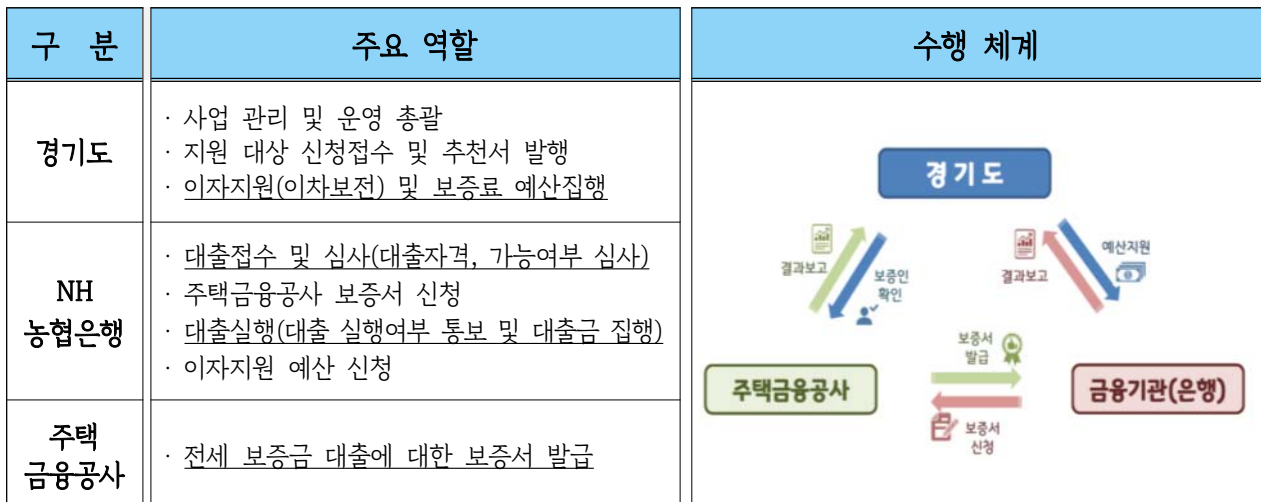 구 분
주요 역할
수행 체계
경기도
· 사업 관리 및 운영 총괄
· 지원 대상 신청접수 및 추천서 발행
· 이자지원(이차보전) 및 보증료 예산집행
NH
농협은행
· 대출접수 및 심사(대출자격, 가능여부 심사)
· 주택금융공사 보증서 신청
· 대출실행(대출 실행여부 통보 및 대출금 집행)
· 이자지원 예산 신청
주택
금융공사
· 전세 보증금 대출에 대한 보증서 발급
경기도
결과보고
보증인
확인
결과보고
예산지원
보증서
발급
주택금융공사
금융기관(은행)
보증서
신청